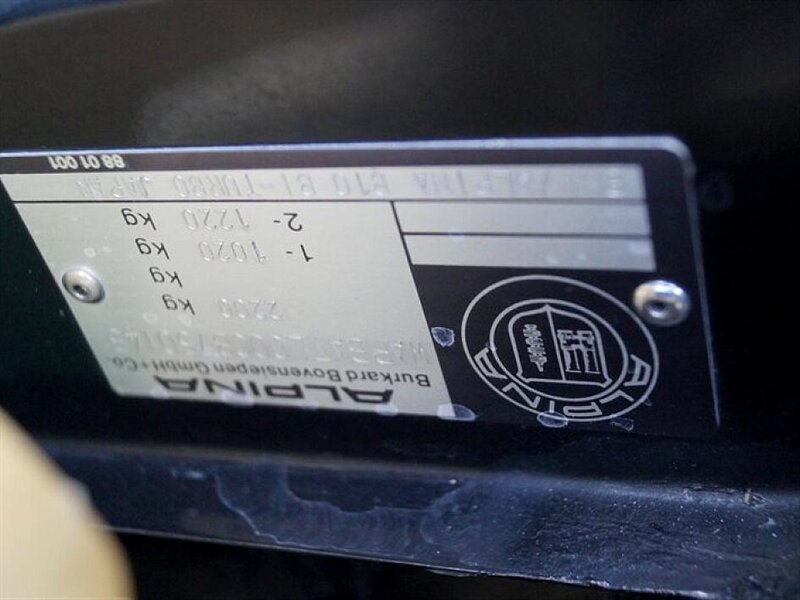 ALPINA
Burkard Bovensiepen GmbH+Co.
2200 kg
kg
1- 1020 kg
2- 1220 kg
ALPINA B10 BI-TURBO JAPAN
88 01 001
ALPINA